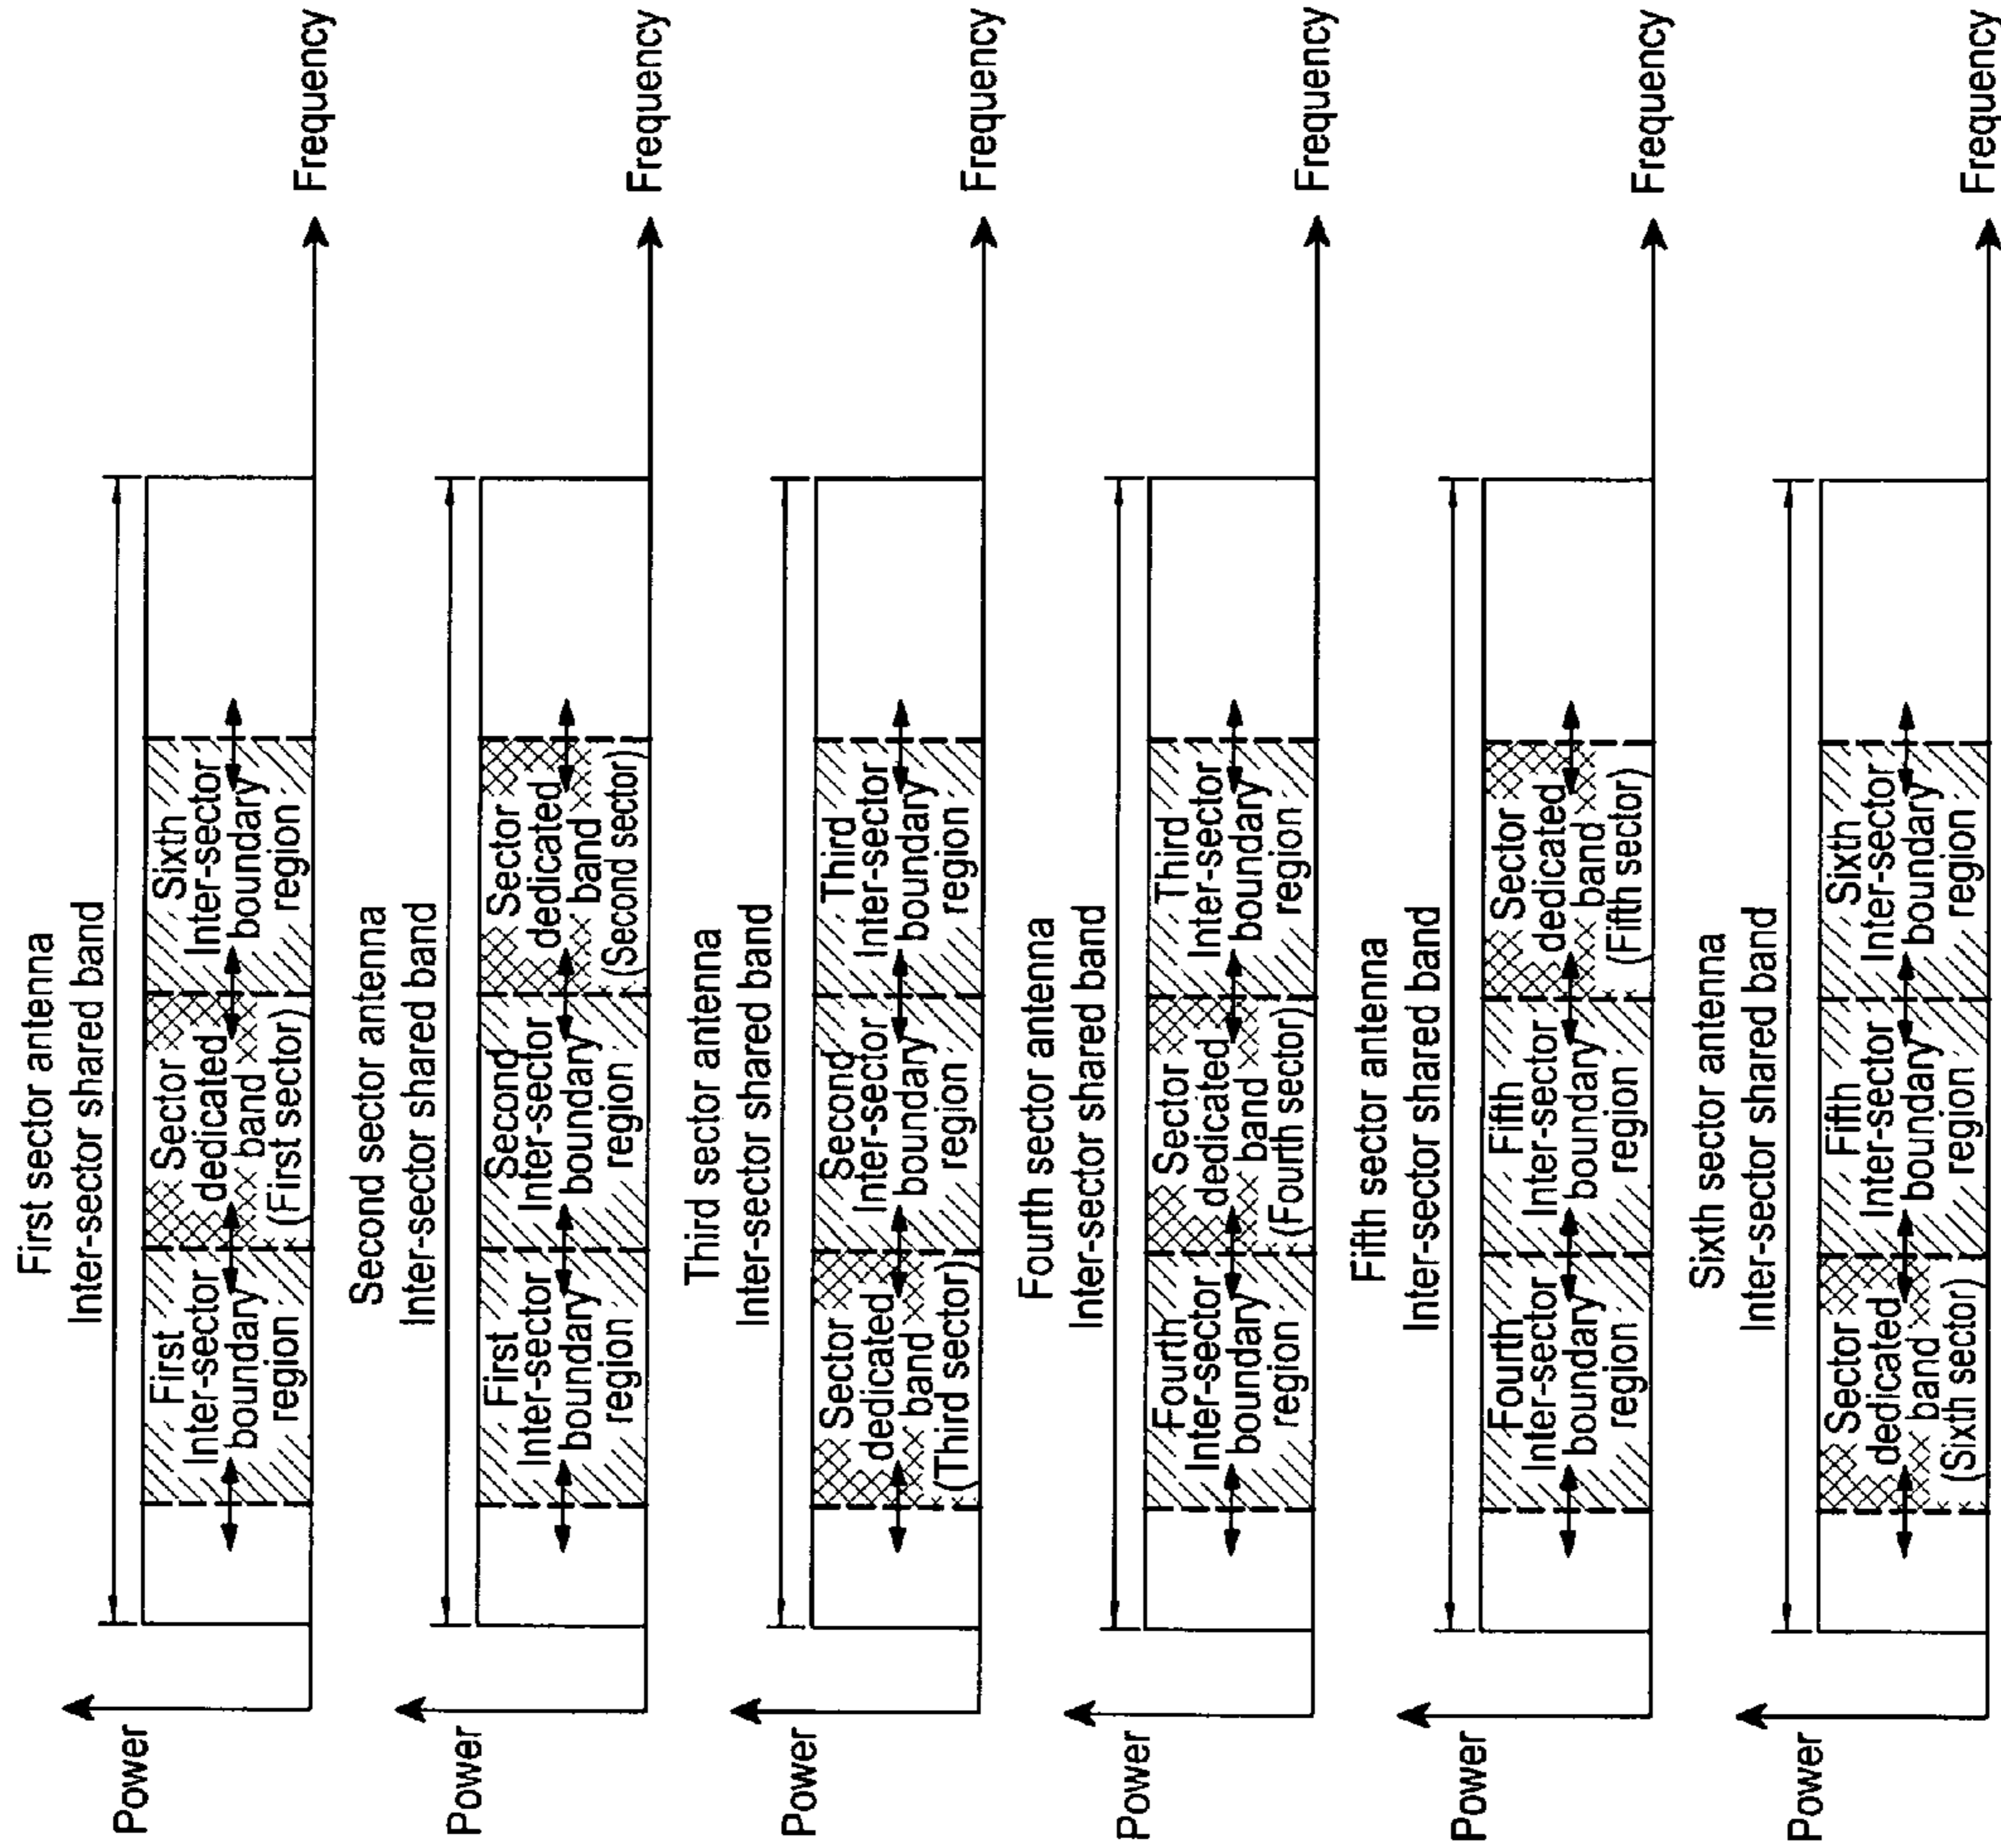 First sector antenna
Inter-sector shared band
Power
First
Inter-sector
boundary
region
Sector
dedicated
band
(First sector)
Sixth
Inter-sector
boundary
region
Frequency
Second sector antenna
Inter-sector shared band
Power
First
Inter-sector
boundary
region
Second
Inter-sector
boundary
region
Sector
dedicated
band
(Second sector)
Frequency
Third sector antenna
Inter-sector shared band
Power
Sector
dedicated
band
(Third sector)
Second
Inter-sector
boundary
region
Third
Inter-sector
boundary
region
Frequency
Fourth sector antenna
Inter-sector shared band
Power
Fourth
Inter-sector
boundary
region
Sector
dedicated
band
(Fourth sector)
Third
Inter-sector
boundary
region
Frequency
Fifth sector antenna
Inter-sector shared band
Power
Fourth
Inter-sector
boundary
region
Fifth
Inter-sector
boundary
region
Sector
dedicated
band
(Fifth sector)
Frequency
Sixth sector antenna
Inter-sector shared band
Power
Sector
dedicated
band
(Sixth sector)
Fifth
Inter-sector
boundary
region
Sixth
Inter-sector
boundary
region
Frequency